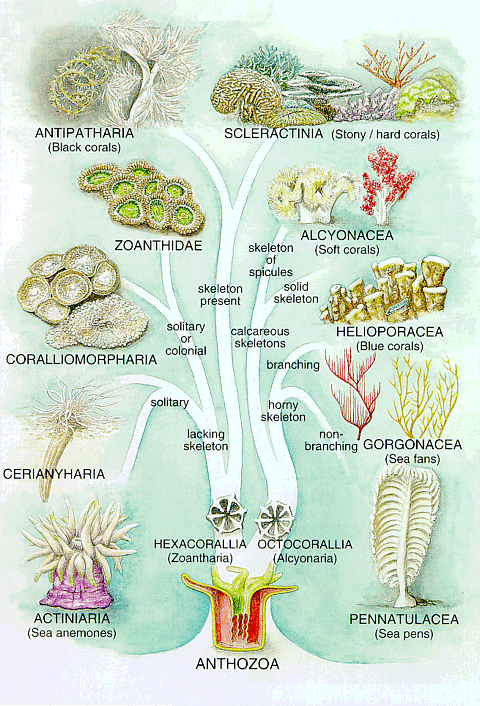 ANTIPATHARIA
(Black corals)
SCLERACTINIA (Stony / hard corals)
ZOANTHIDAE
ALCYONACEA
(Soft corals)
skeleton
of
spicules
solid
skeleton
skeleton
present
HELIOPORACEA
(Blue corals)
solitary
or
colonial
calcareous
skeletons
CORALLIOMORPHARIA
branching
solitary
horny
skeleton
non-
branching
GORGONACEA
(Sea fans)
lacking
skeleton
CERIANYHARIA
HEXACORALLIA
(Zoantharia)
OCTOCORALLIA
(Alcyonaria)
ACTINIARIA
(Sea anemones)
PENNATULACEA
(Sea pens)
ANTHOZOA